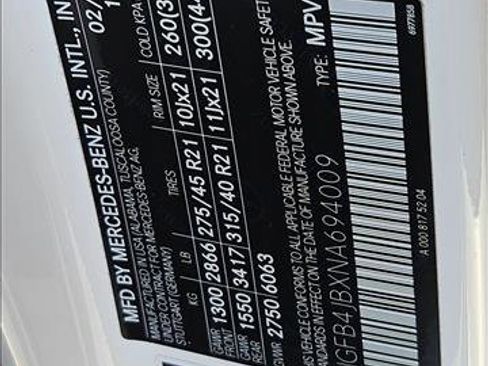 MFD BY MERCEDES-BENZ U.S. INTL., IN
02/
MANUFACTURED IN USA (ALABAMA, TUSCALOOSA COUNTY)
UNDER CONTRACT FOR MERCEDES-BENZ AG,
STUTTGART GERMANY
KG LB TIRES RIM SIZE COLD KPA
GAWR FRONT 1300 2866 275/45 R21 10Jx21 260(3
GAWR REAR 1550 3417 315/40 R21 11Jx21 300(4
GVWR 2750 6063
THIS VEHICLE CONFORMS TO ALL APPLICABLE FEDERAL MOTOR VEHICLE SAFET
STANDARDS IN EFFECT ON THE DATE OF MANUFACTURE SHOWN ABOVE.
JGFB4JBXNA694009 TYPE: MPV
A 000 817 52 04
6977858